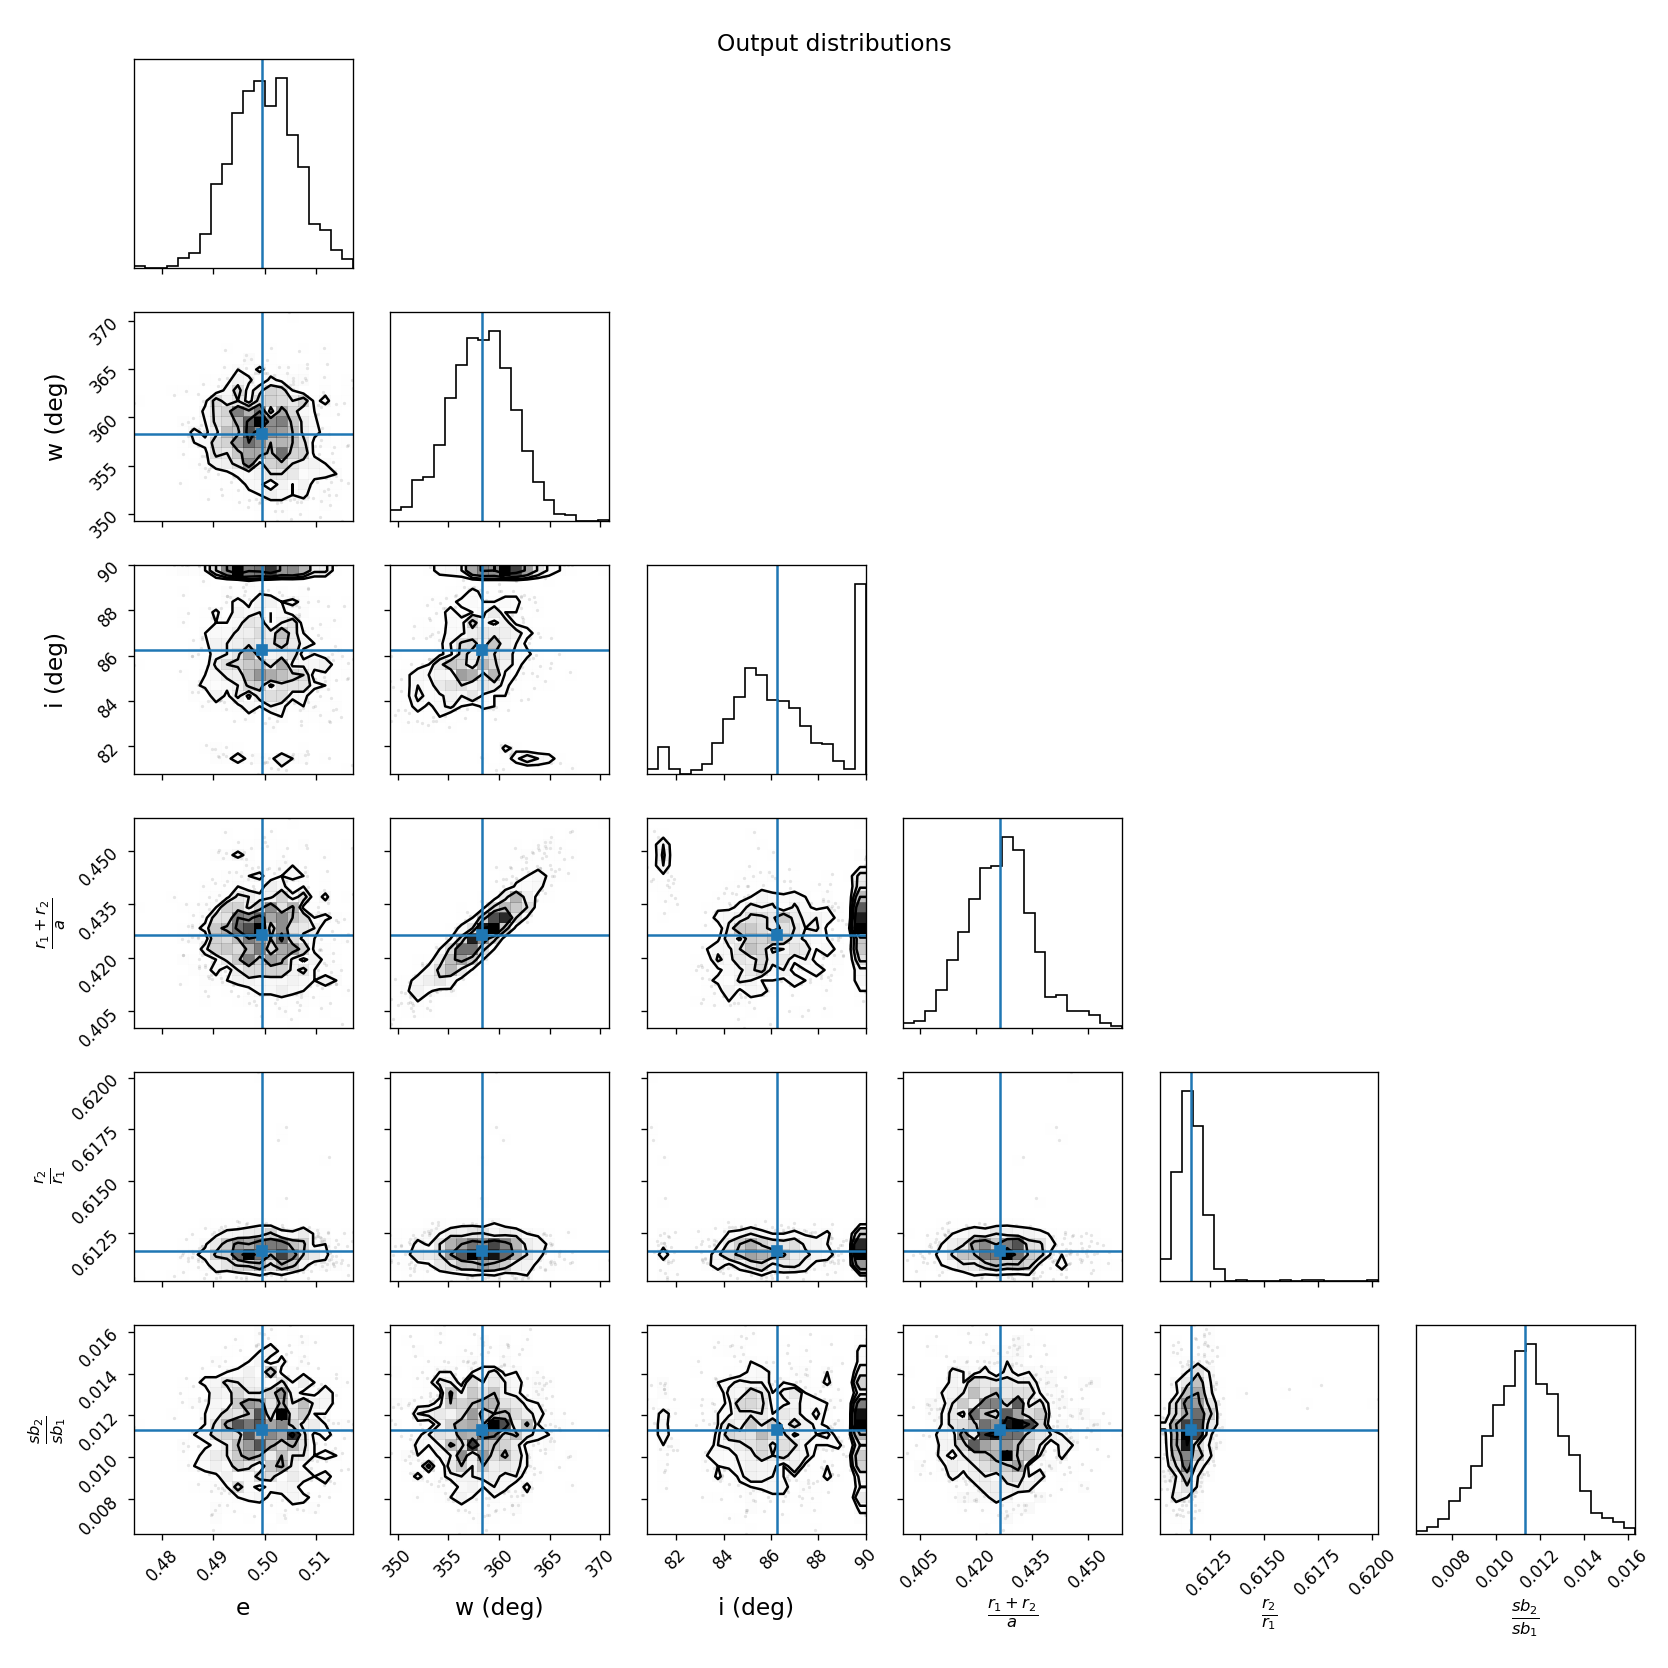 Output distributions
w (deg)
370
365
360
355
350
i (deg)
90
88
86
84
82
r₁ + r₂
a
0.450
0.435
0.420
0.405
r₂
r₁
0.6200
0.6175
0.6150
0.6125
sb₂
sb₁
0.016
0.014
0.012
0.010
0.008
0.48 0.49 0.50 0.51
350 355 360 365 370
82 84 86 88 90
0.405 0.420 0.435 0.450
0.6125 0.6150 0.6175 0.6200
0.008 0.010 0.012 0.014 0.016
e
w (deg)
i (deg)
r₁ + r₂
a
r₂
r₁
sb₂
sb₁